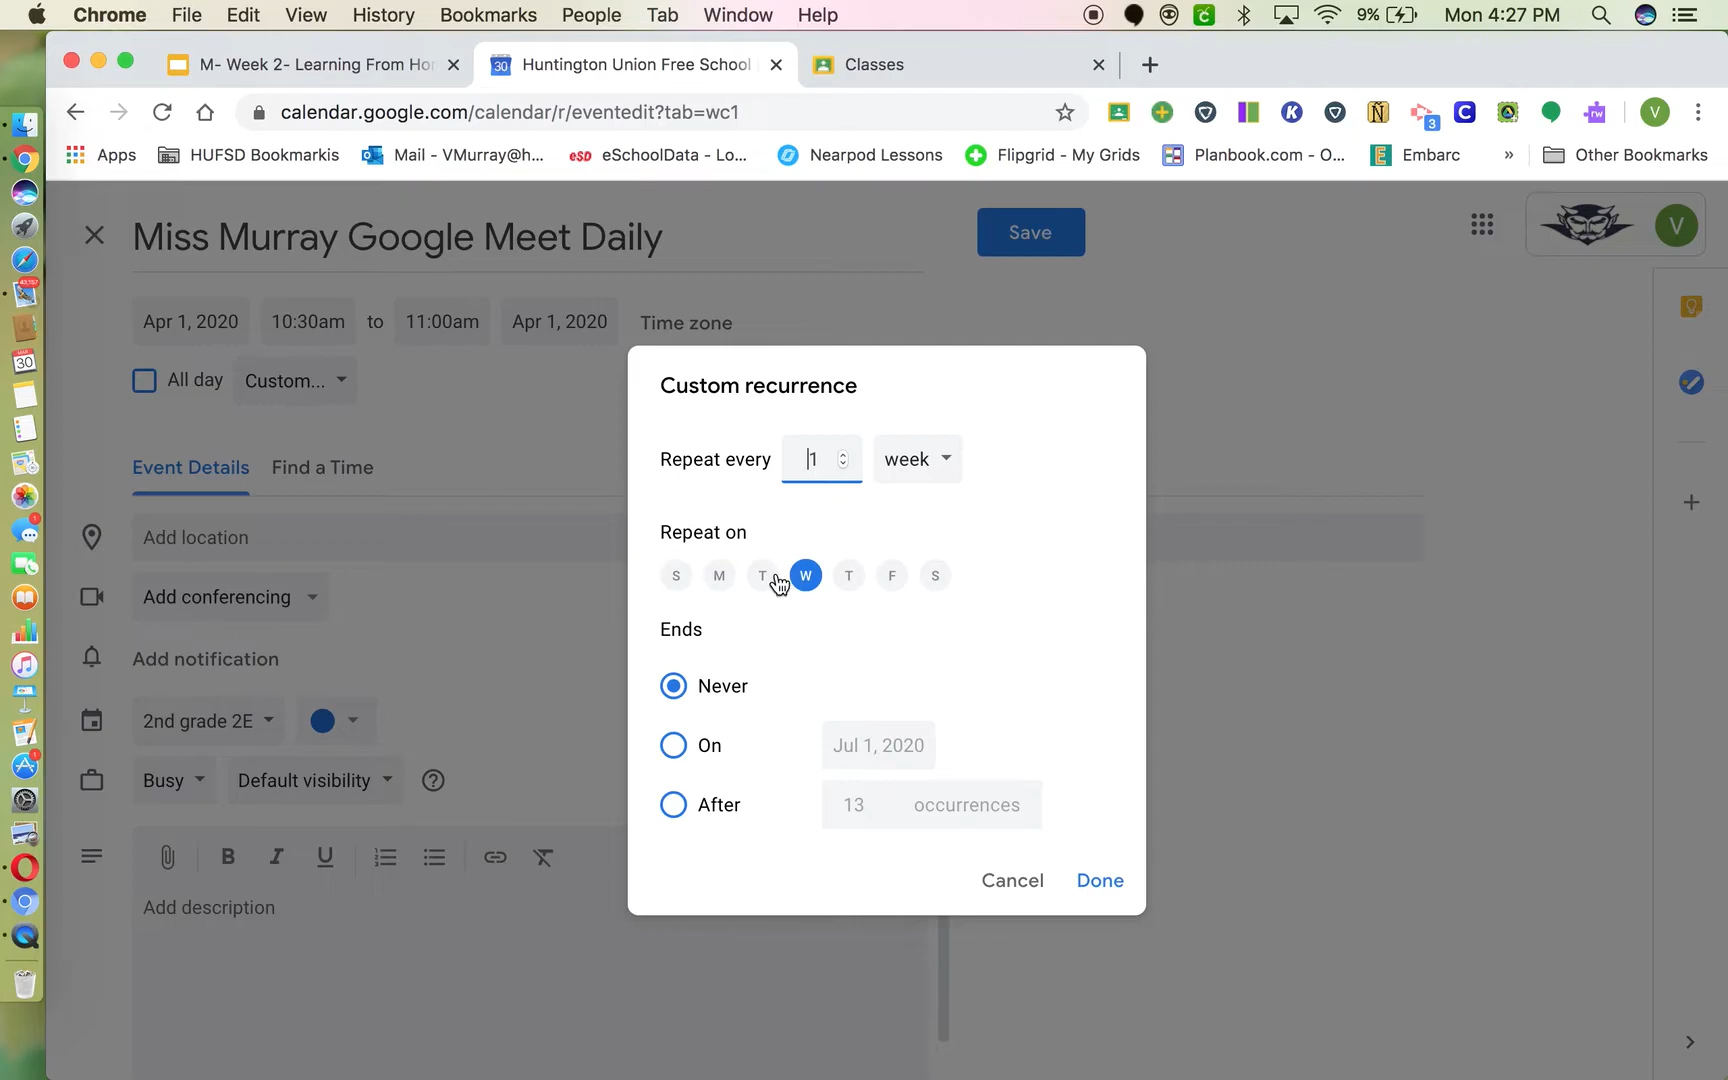 Chrome File Edit View History Bookmarks People Tab Window Help 9% Mon 4:27 PM
M- Week 2- Learning From Hor
Huntington Union Free School
Classes
calendar.google.com/calendar/r/eventedit?tab=wc1
3
V
Apps HUFSD Bookmarkis Mail - VMurray@h... esD eSchoolData - Lo... Nearpod Lessons Flipgrid - My Grids Planbook.com - O... Embarc » Other Bookmarks
Miss Murray Google Meet Daily
Save
V
Apr 1, 2020 10:30am to 11:00am Apr 1, 2020 Time zone
All day Custom...
Custom recurrence
Repeat every 1 week
Event Details Find a Time
Add location
Repeat on
S M T W T F S
Add conferencing
Ends
Add notification
Never
2nd grade 2E
On Jul 1, 2020
Busy Default visibility
After 13 occurrences
B I U
Cancel Done
Add description